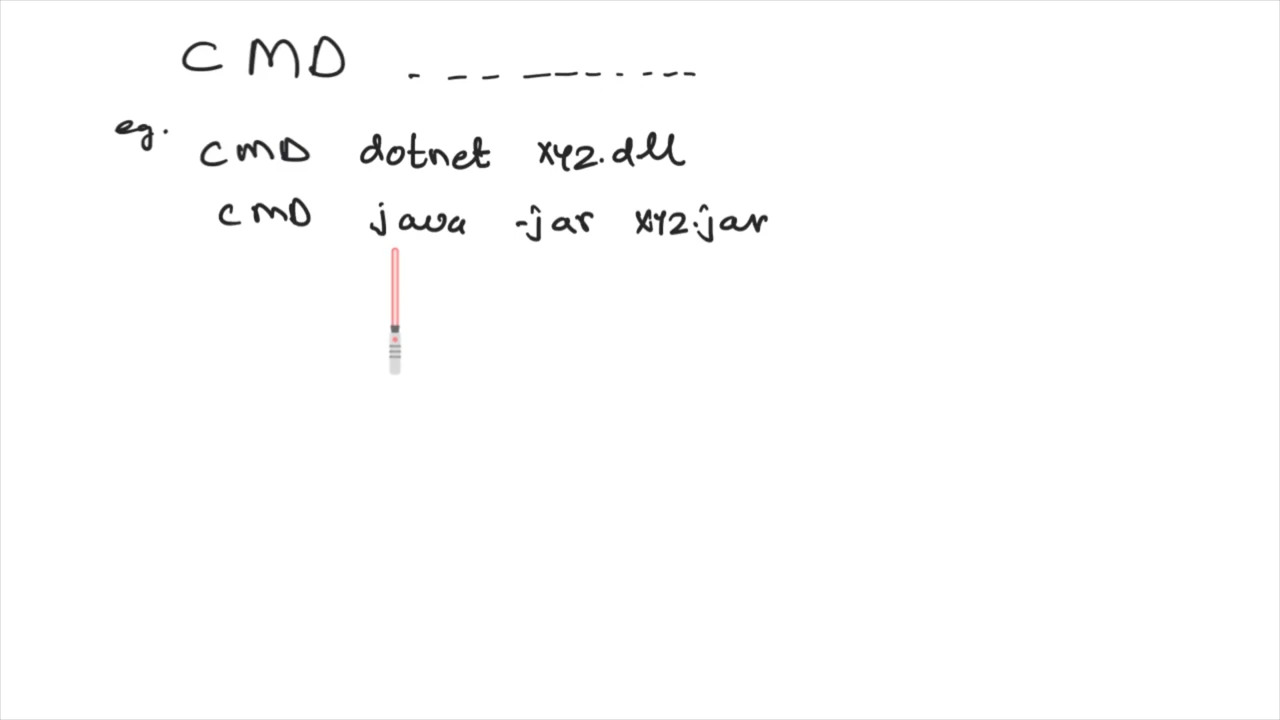 CMD . - - - - - - - - - -
eg.
CMD dotnet xyz.dll
CMD java -jar xyz.jar